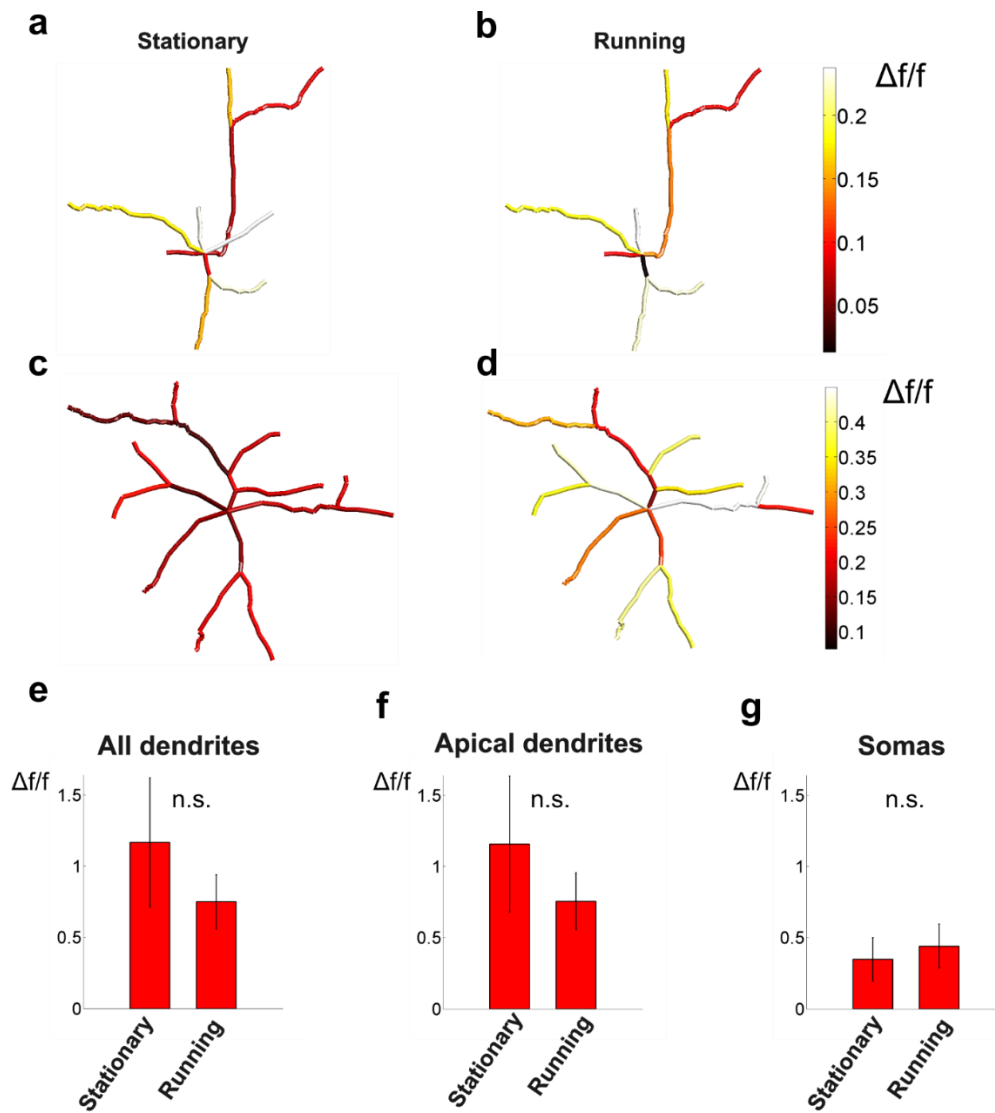 a
Stationary
b
Running
Δf/f
0.2
0.15
0.1
0.05
c
d
Δf/f
0.4
0.35
0.3
0.25
0.2
0.15
0.1
e
All dendrites
Δf/f
1.5
1
0.5
0
n.s.
Stationary
Running
f
Apical dendrites
Δf/f
1.5
1
0.5
0
n.s.
Stationary
Running
g
Somas
Δf/f
1.5
1
0.5
0
n.s.
Stationary
Running